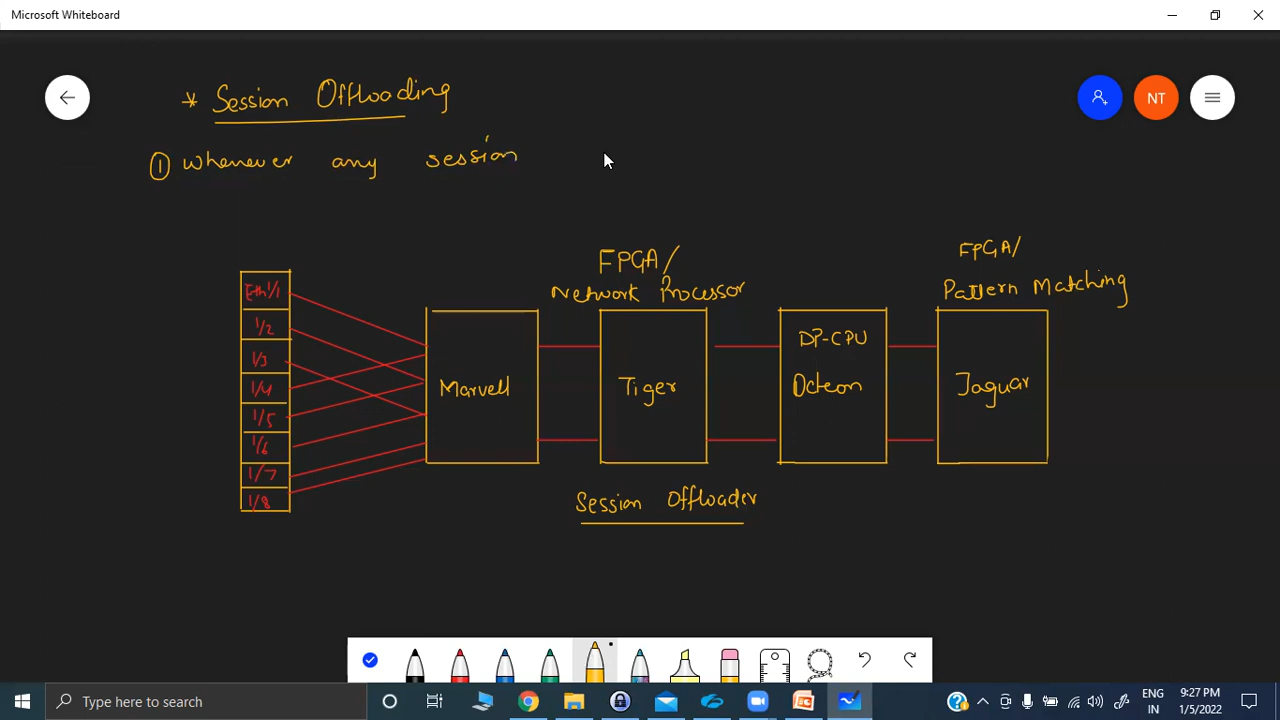 Microsoft Whiteboard
* Session Offloading
NT
① Whenever any session
FPGA/
Network Processor
FPGA/
Pattern Matching
Eth 1/1
1/2
1/3
1/4
1/5
1/6
1/7
1/8
Marvell
Tiger
DP-CPU
Octeon
Jaguar
Session Offloader
Type here to search
ENG
IN
9:27 PM
1/5/2022